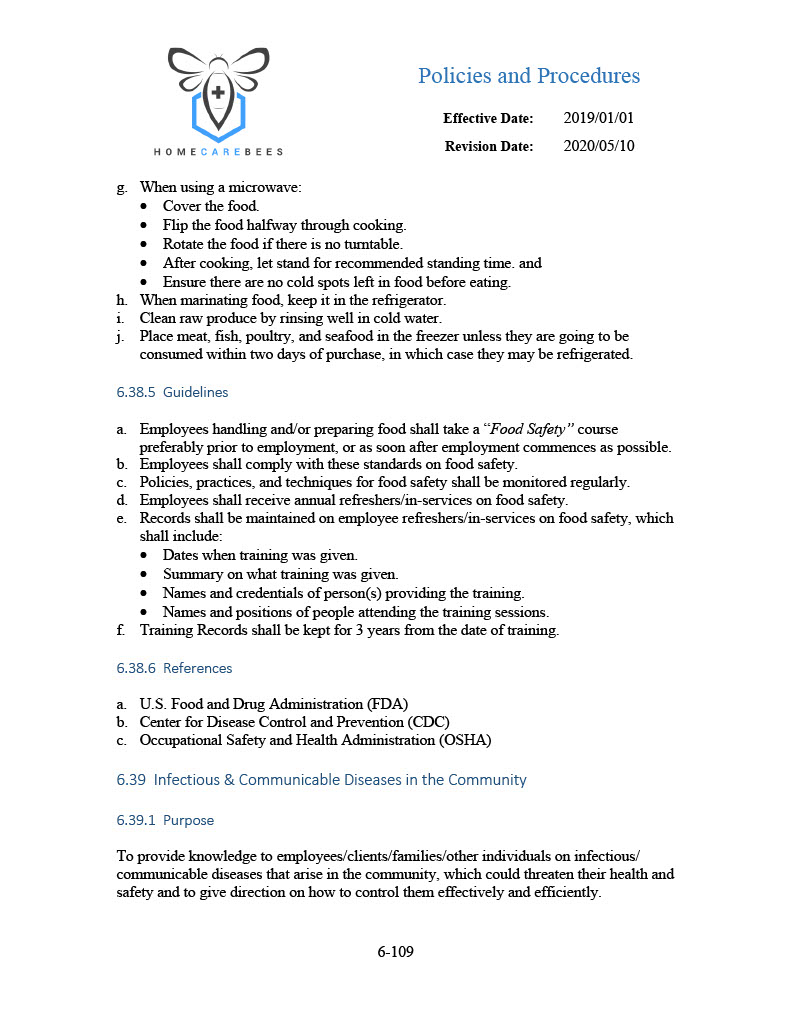 Policies and Procedures
Effective Date: 2019/01/01
Revision Date: 2020/05/10
HOMECAREBEES
g. When using a microwave:
• Cover the food.
• Flip the food halfway through cooking.
• Rotate the food if there is no turntable.
• After cooking, let stand for recommended standing time. and
• Ensure there are no cold spots left in food before eating.
h. When marinating food, keep it in the refrigerator.
i. Clean raw produce by rinsing well in cold water.
j. Place meat, fish, poultry, and seafood in the freezer unless they are going to be
consumed within two days of purchase, in which case they may be refrigerated.
6.38.5 Guidelines
a. Employees handling and/or preparing food shall take a “Food Safety” course
preferably prior to employment, or as soon after employment commences as possible.
b. Employees shall comply with these standards on food safety.
c. Policies, practices, and techniques for food safety shall be monitored regularly.
d. Employees shall receive annual refreshers/in-services on food safety.
e. Records shall be maintained on employee refreshers/in-services on food safety, which
shall include:
• Dates when training was given.
• Summary on what training was given.
• Names and credentials of person(s) providing the training.
• Names and positions of people attending the training sessions.
f. Training Records shall be kept for 3 years from the date of training.
6.38.6 References
a. U.S. Food and Drug Administration (FDA)
b. Center for Disease Control and Prevention (CDC)
c. Occupational Safety and Health Administration (OSHA)
6.39 Infectious & Communicable Diseases in the Community
6.39.1 Purpose
To provide knowledge to employees/clients/families/other individuals on infectious/
communicable diseases that arise in the community, which could threaten their health and
safety and to give direction on how to control them effectively and efficiently.
6-109